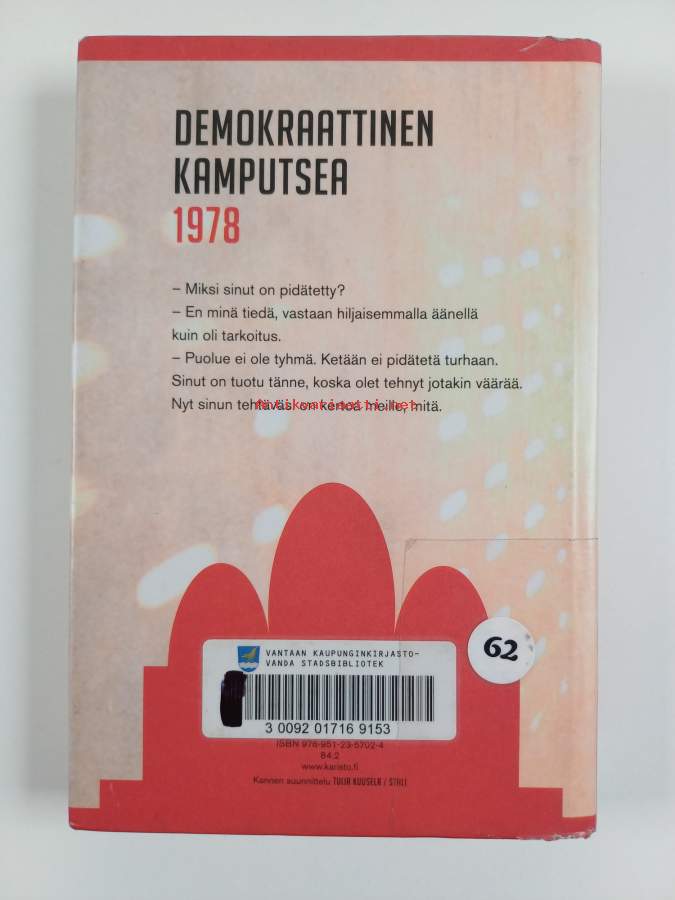 DEMOKRAATTINEN
KAMPUTSEA
1978
– Miksi sinut on pidätetty?
– En minä tiedä, vastaan hiljaisemmalla äänellä
kuin oli tarkoitus.
– Puolue ei ole tyhmä. Ketään ei pidätetä turhaan.
Sinut on tuotu tänne, koska olet tehnyt jotakin väärää.
Nyt sinun tehtäväsi on kertoa meille, mitä.
Antikvariaatti.net
62
VANTAAN KAUPUNGINKIRJASTO-
VANDA STADSBIBLIOTEK
3 0092 01716 9153
ISBN 978-951-23-5702-4
84.2
www.karisto.fi
Kannen suunnittelu TUIJA KUUSELA / STALI